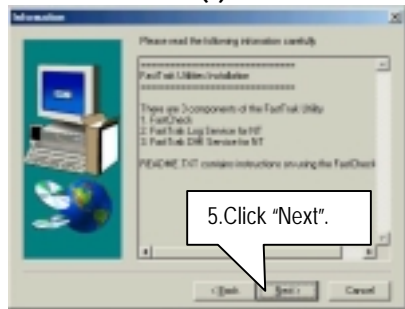 Information
Please read the following information carefully.
================================
FastTrak Utilities Installation
================================
There are 3 components of the FastTrak Utility
1. FastCheck
2. FastTrak Log Service for NT
3. FastTrak DMI Service for NT
README.TXT contains instructions on using the FastCheck
5.Click “Next”.
< Back
Next >
Cancel